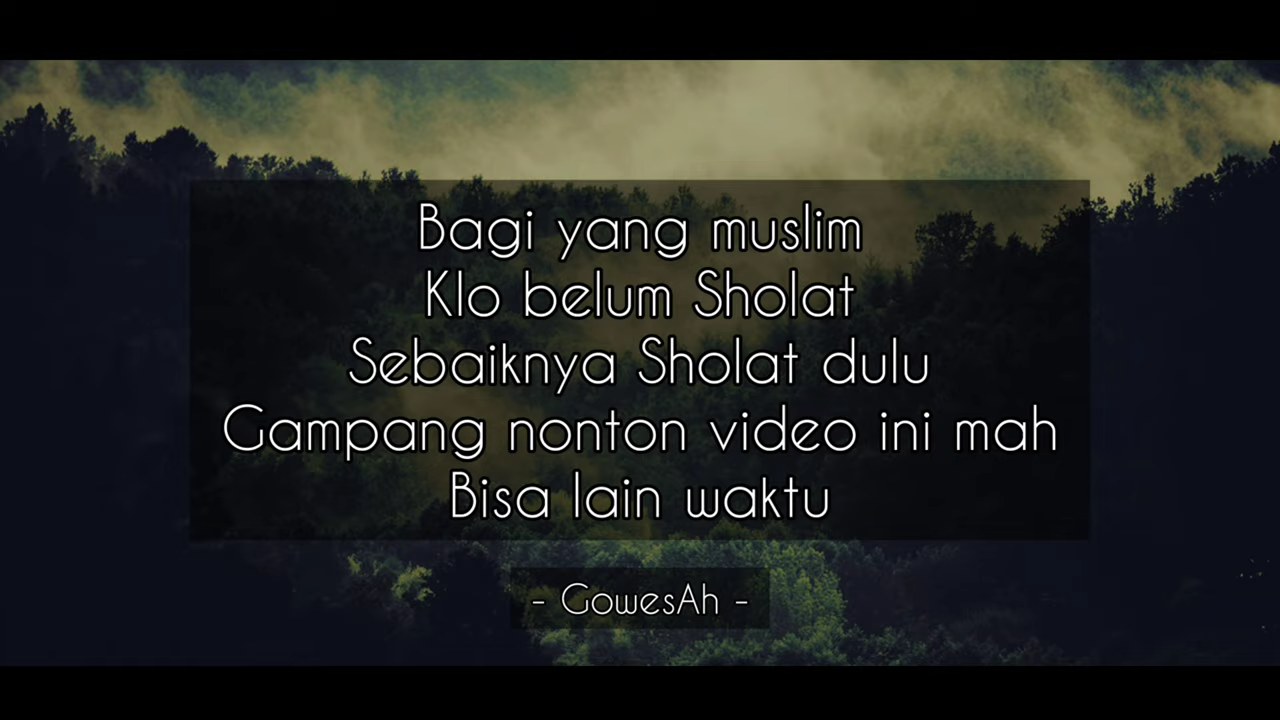 Bagi yang muslim
Klo belum Sholat
Sebaiknya Sholat dulu
Gampang nonton video ini mah
Bisa lain waktu
- GowesAh -